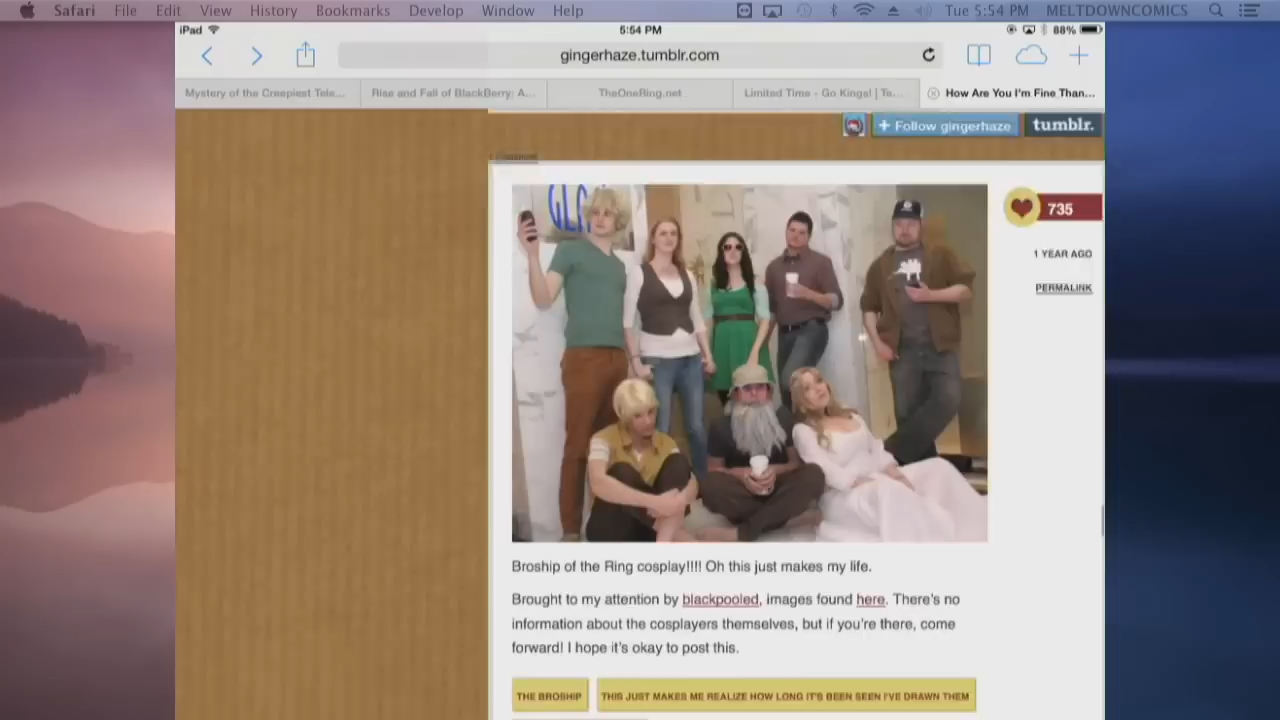 Safari File Edit View History Bookmarks Develop Window Help Tue 5:54 PM MELTDOWNCOMICS
iPad 5:54 PM 88%
gingerhaze.tumblr.com
Mystery of the Creepiest Tele... Rise and Fall of BlackBerry: A... TheOneRing.net Limited Time - Go Kings! | Te... How Are You I'm Fine Than...
+ Follow gingerhaze tumblr.
735
1 YEAR AGO
PERMALINK
Broship of the Ring cosplay!!!! Oh this just makes my life.
Brought to my attention by blackpooled, images found here. There's no
information about the cosplayers themselves, but if you're there, come
forward! I hope it's okay to post this.
THE BROSHIP THIS JUST MAKES ME REALIZE HOW LONG IT'S BEEN SEEN I'VE DRAWN THEM